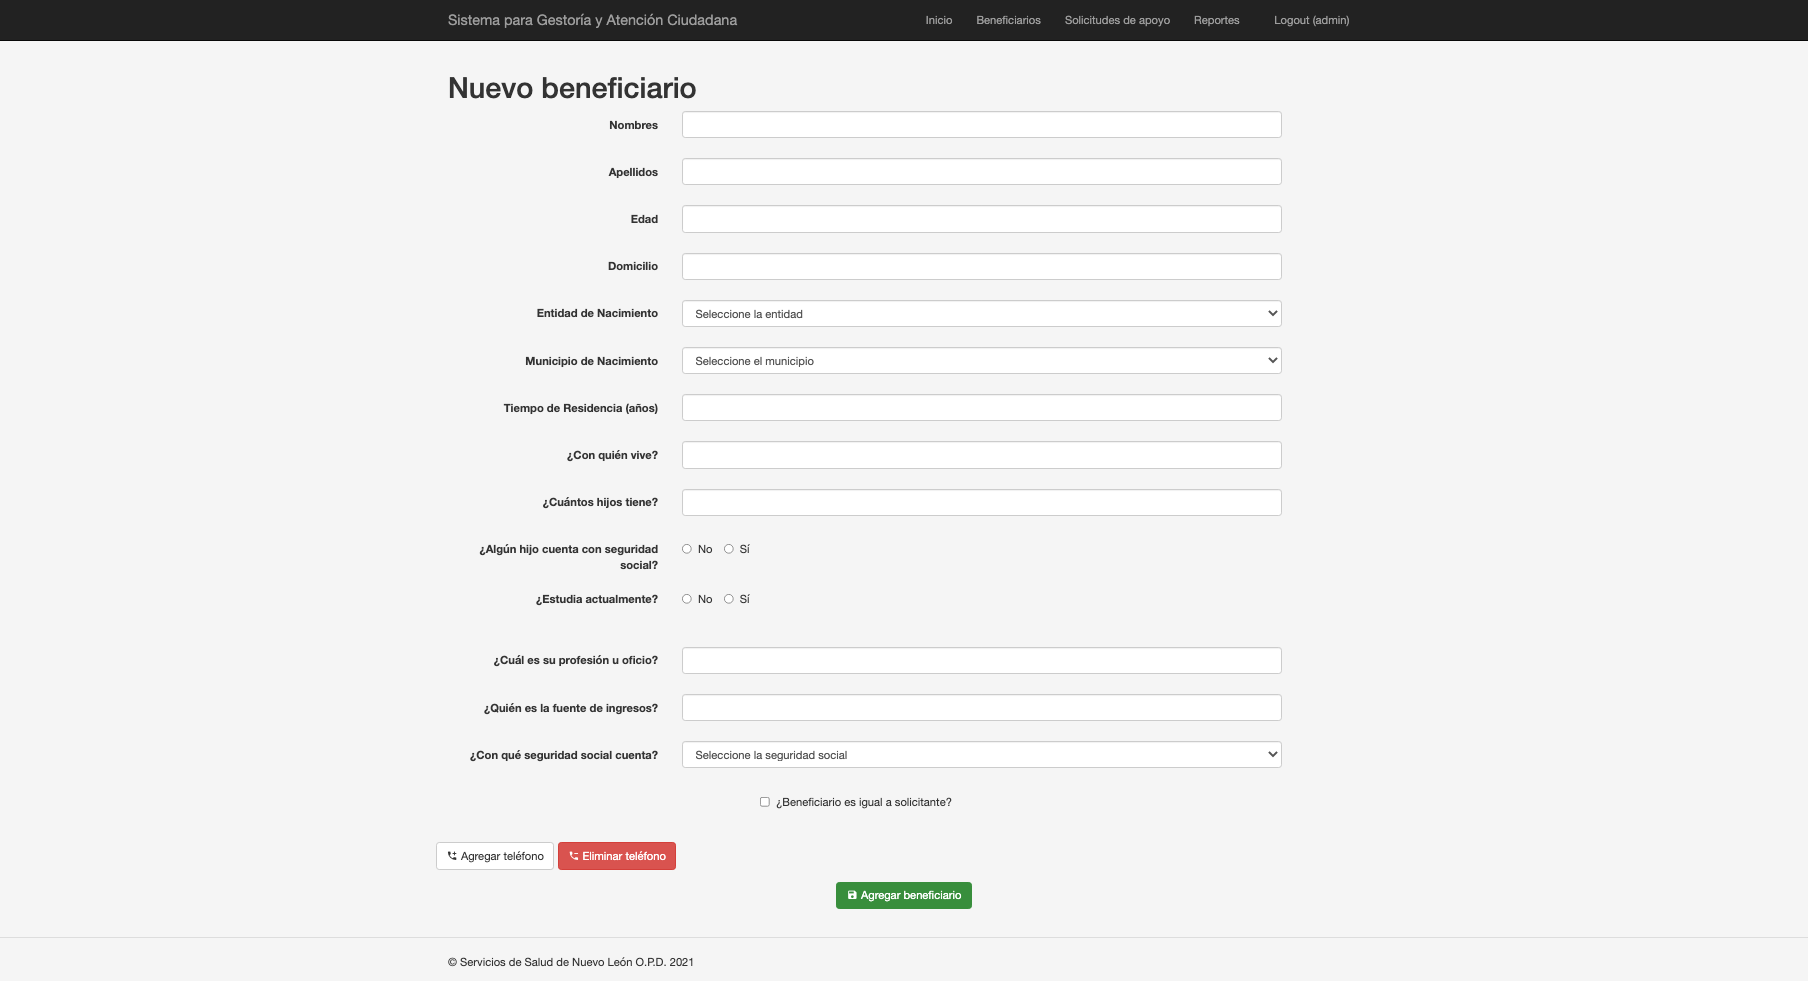 Sistema para Gestoría y Atención Ciudadana Inicio Beneficiarios Solicitudes de apoyo Reportes Logout (admin)
Nuevo beneficiario
Nombres
Apellidos
Edad
Domicilio
Entidad de Nacimiento Seleccione la entidad
Municipio de Nacimiento Seleccione el municipio
Tiempo de Residencia (años)
¿Con quién vive?
¿Cuántos hijos tiene?
¿Algún hijo cuenta con seguridad No Sí
social?
¿Estudia actualmente? No Sí
¿Cuál es su profesión u oficio?
¿Quién es la fuente de ingresos?
¿Con qué seguridad social cuenta? Seleccione la seguridad social
¿Beneficiario es igual a solicitante?
Agregar teléfono Eliminar teléfono
Agregar beneficiario
© Servicios de Salud de Nuevo León O.P.D. 2021